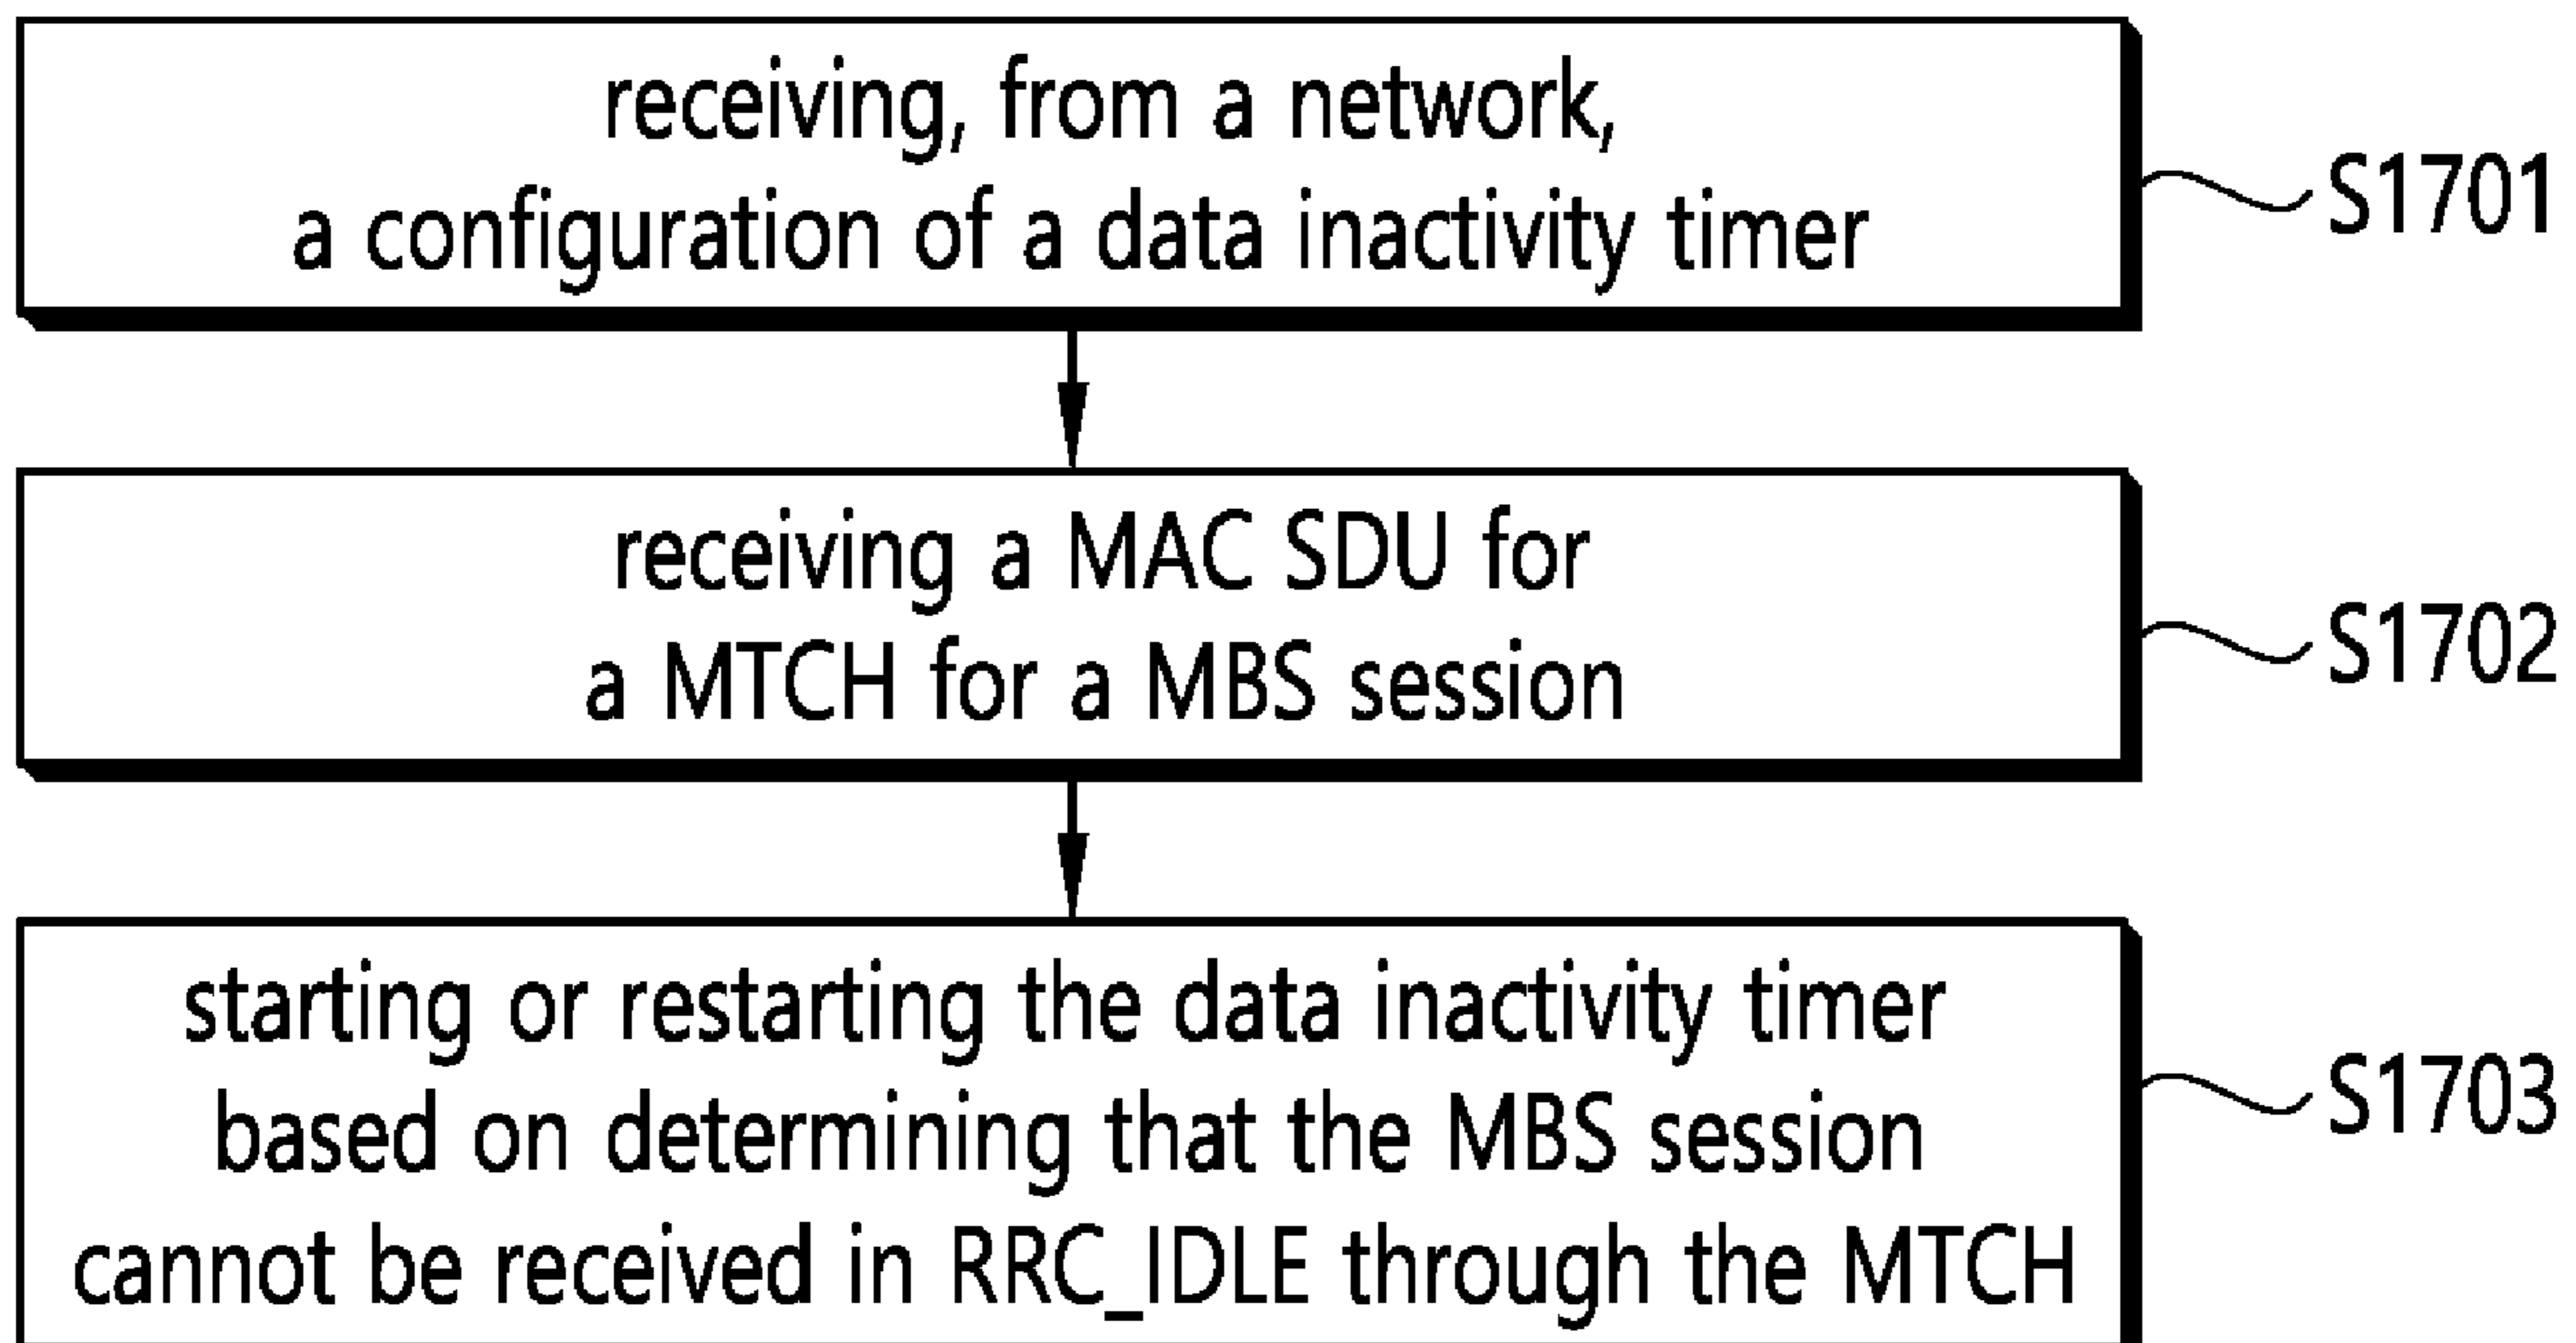 receiving, from a network,
a configuration of a data inactivity timer
S1701
receiving a MAC SDU for
a MTCH for a MBS session
S1702
starting or restarting the data inactivity timer
based on determining that the MBS session
cannot be received in RRC_IDLE through the MTCH
S1703